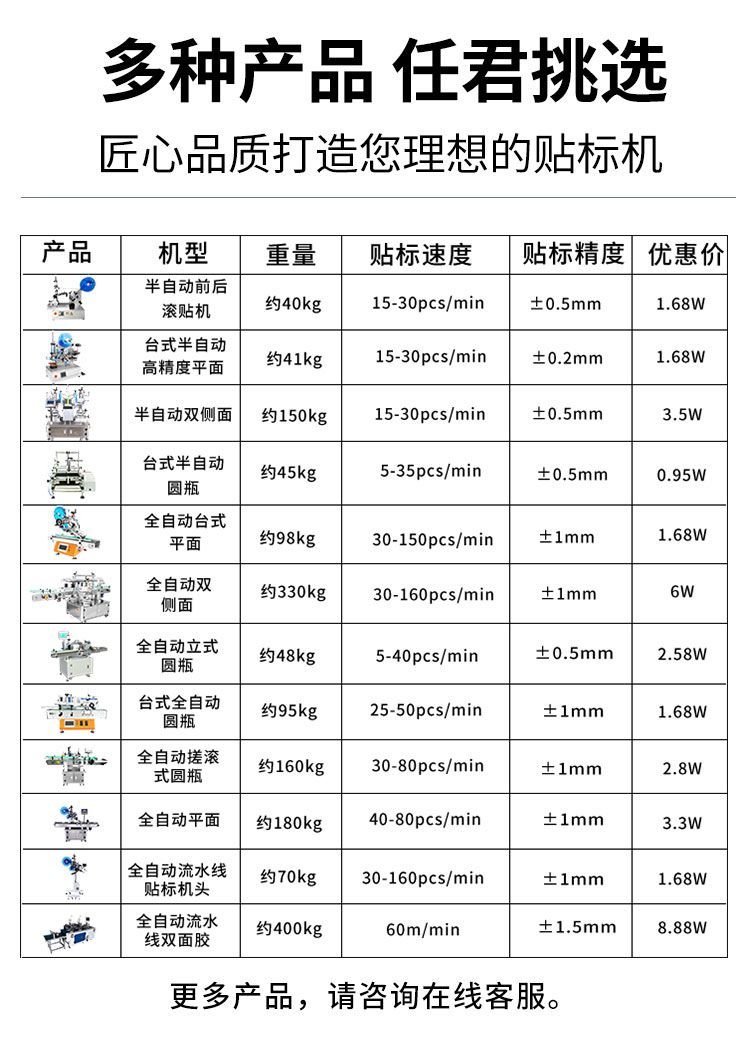 多种产品 任君挑选
匠心品质打造您理想的贴标机
产品 机型 重量 贴标速度 贴标精度 优惠价
半自动前后
滚贴机 约40kg 15-30pcs/min ±0.5mm 1.68W
台式半自动
高精度平面 约41kg 15-30pcs/min ±0.2mm 1.68W
半自动双侧面 约150kg 15-30pcs/min ±0.5mm 3.5W
台式半自动
圆瓶 约45kg 5-35pcs/min ±0.5mm 0.95W
全自动台式
平面 约98kg 30-150pcs/min ±1mm 1.68W
全自动双
侧面 约330kg 30-160pcs/min ±1mm 6W
全自动立式
圆瓶 约48kg 5-40pcs/min ±0.5mm 2.58W
台式全自动
圆瓶 约95kg 25-50pcs/min ±1mm 1.68W
全自动搓滚
式圆瓶 约160kg 30-80pcs/min ±1mm 2.8W
全自动平面 约180kg 40-80pcs/min ±1mm 3.3W
全自动流水线
贴标机头 约70kg 30-160pcs/min ±1mm 1.68W
全自动流水
线双面胶 约400kg 60m/min ±1.5mm 8.88W
更多产品，请咨询在线客服。